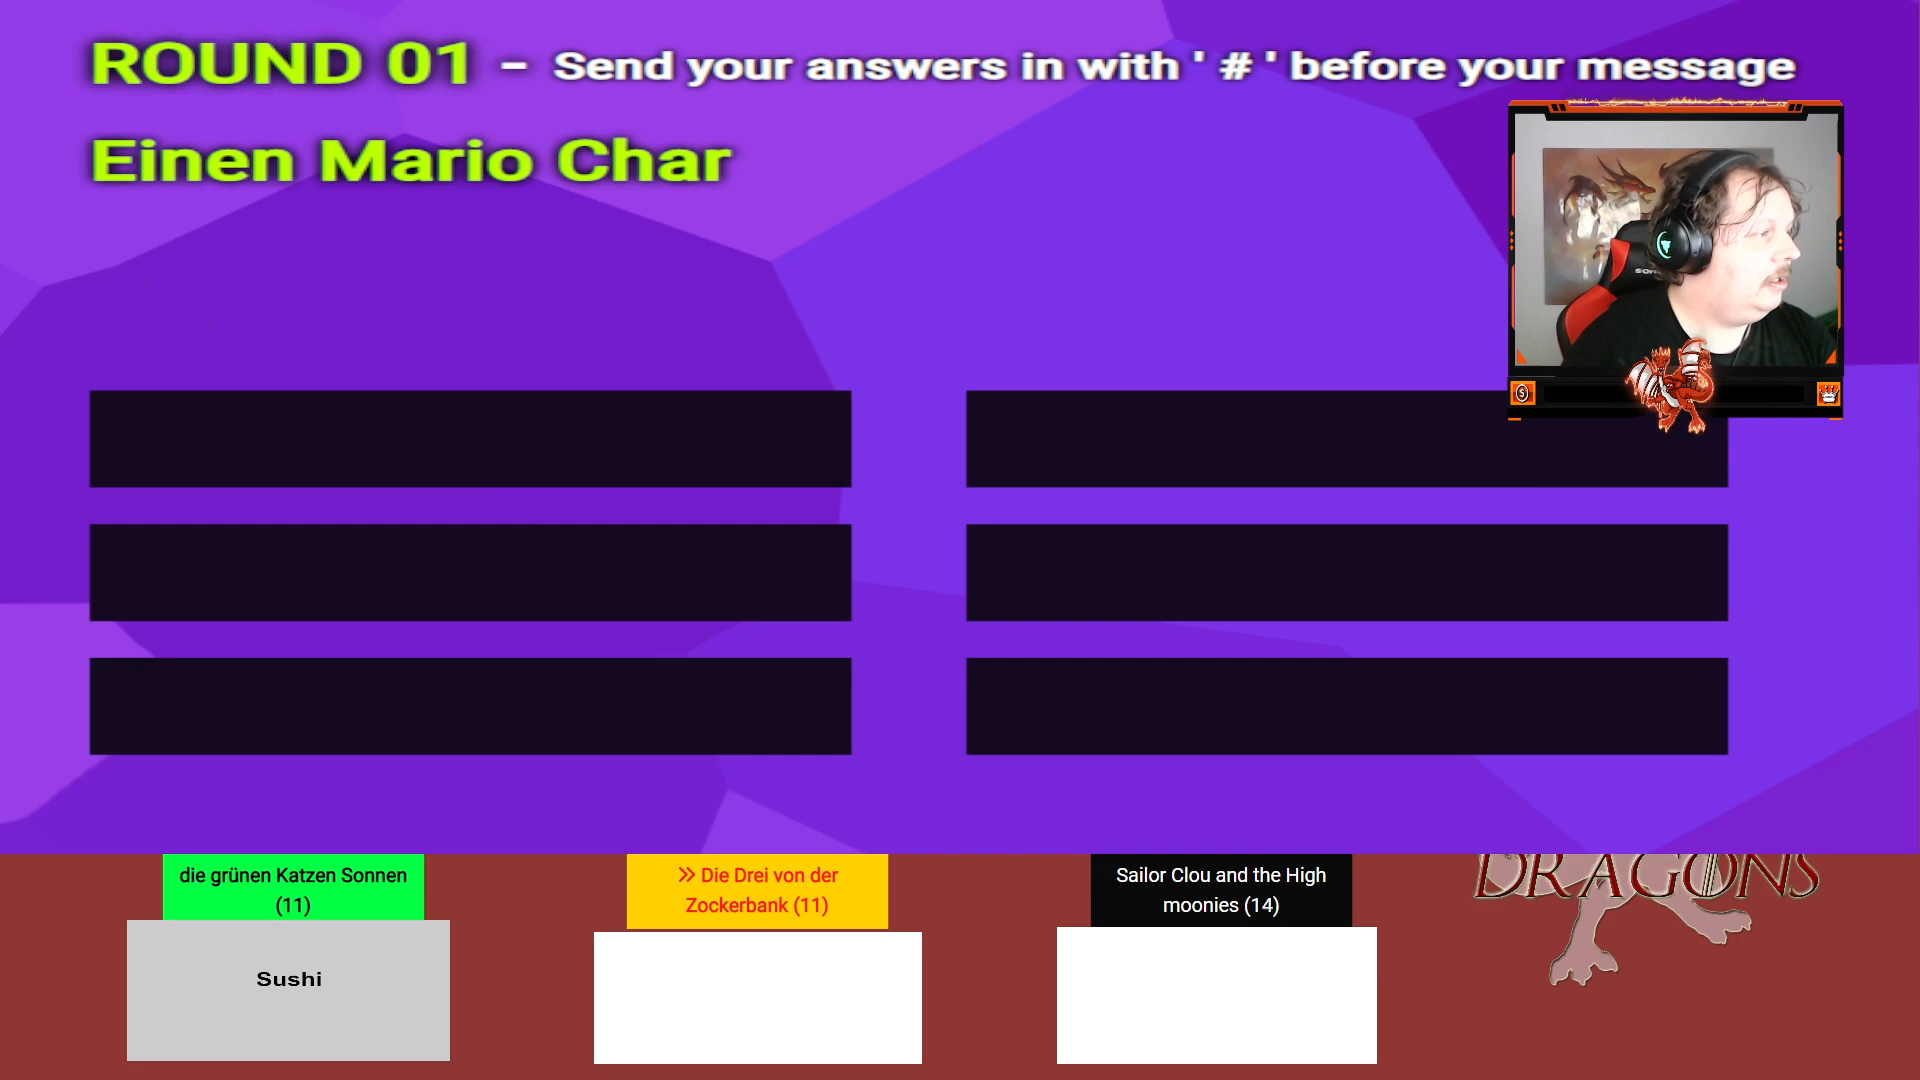 ROUND 01 - Send your answers in with ' # ' before your message
Einen Mario Char
S
die grünen Katzen Sonnen
(11)
Sushi
>> Die Drei von der
Zockerbank (11)
Sailor Clou and the High
moonies (14)
DRAGONS